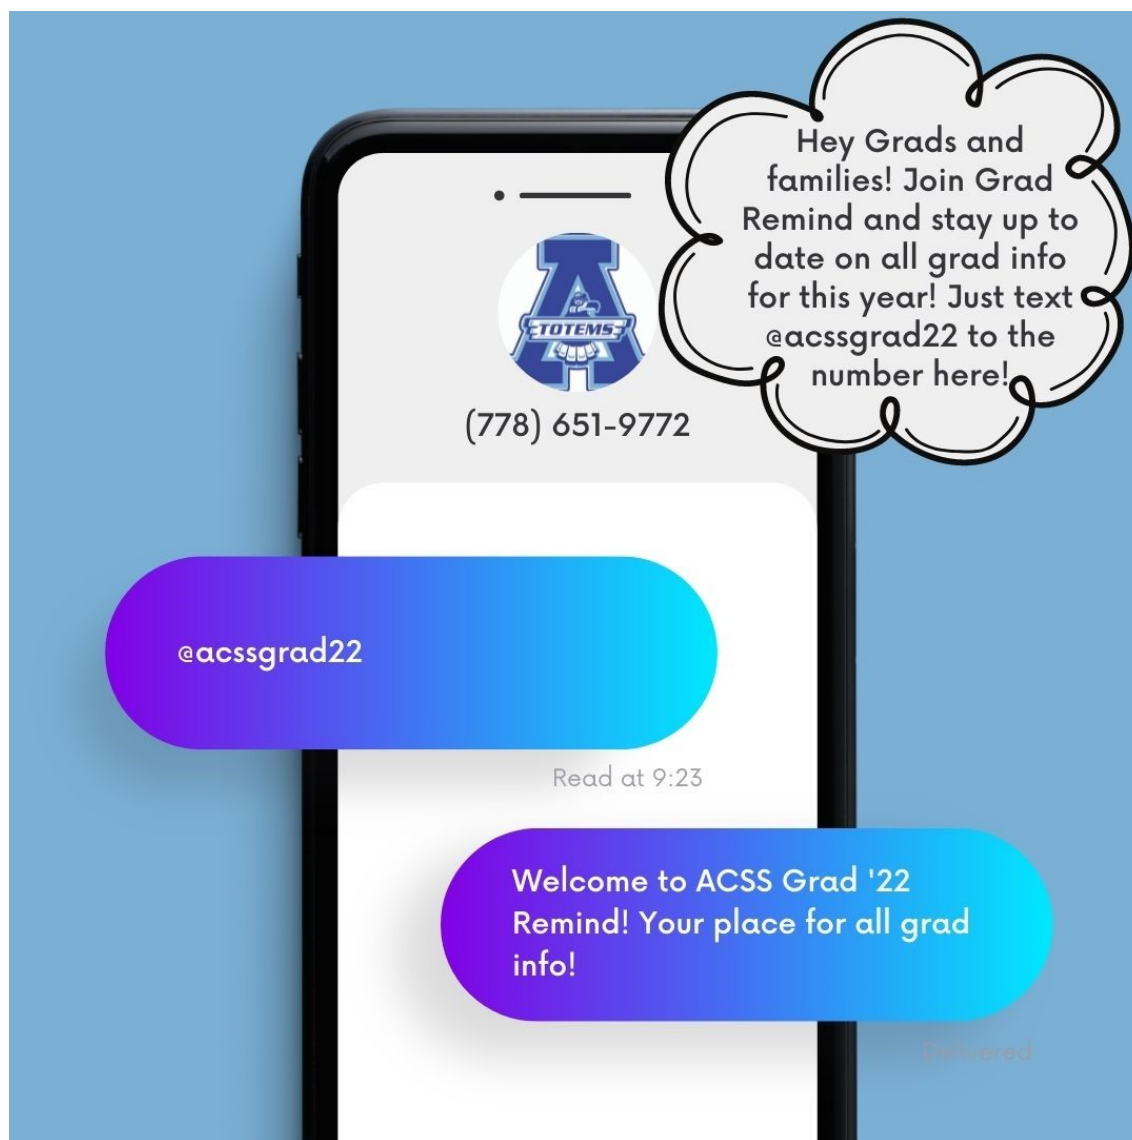 Hey Grads and
families! Join Grad
Remind and stay up to
date on all grad info
for this year! Just text
@acssgrad22 to the
number here!
TOTEMS
(778) 651-9772
@acssgrad22
Read at 9:23
Welcome to ACSS Grad '22
Remind! Your place for all grad
info!
Delivered